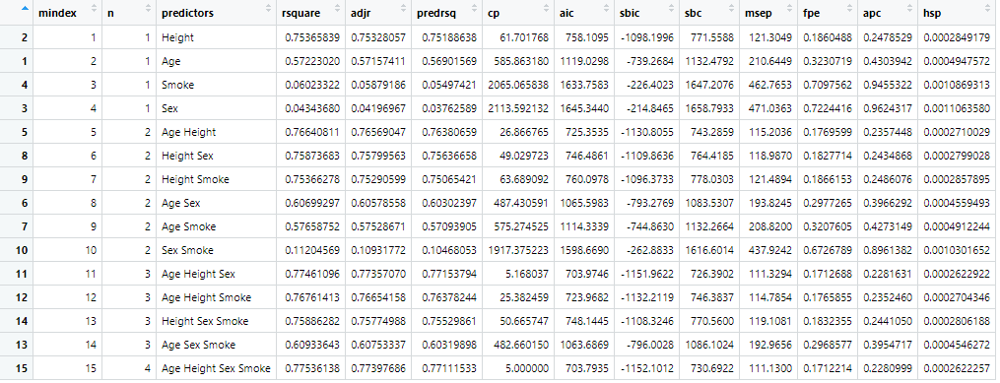 mindex n predictors rsquare adjr predrsq cp aic sbic sbc msep fpe apc hsp
2 1 1 Height 0.75365839 0.75328057 0.75188638 61.701768 758.1095 -1098.1996 771.5588 121.3049 0.1860488 0.2478529 0.0002849179
1 2 1 Age 0.57223020 0.57157411 0.56901569 585.863180 1119.0298 -739.2684 1132.4792 210.6449 0.3230719 0.4303942 0.0004947572
4 3 1 Smoke 0.06023322 0.05879186 0.05497421 2065.065838 1633.7583 -226.4023 1647.2076 462.7653 0.7097562 0.9455322 0.0010869313
3 4 1 Sex 0.04343680 0.04196967 0.03762589 2113.592132 1645.3440 -214.8465 1658.7933 471.0363 0.7224416 0.9624317 0.0011063580
5 5 2 Age Height 0.76640811 0.76569047 0.76380659 26.866765 725.3535 -1130.8055 743.2859 115.2036 0.1769599 0.2357448 0.0002710029
8 6 2 Height Sex 0.75873683 0.75799563 0.75636658 49.029723 746.4861 -1109.8636 764.4185 118.9870 0.1827714 0.2434868 0.0002799028
9 7 2 Height Smoke 0.75366278 0.75290599 0.75065421 63.689092 760.0978 -1096.3733 778.0303 121.4894 0.1866153 0.2486076 0.0002857895
6 8 2 Age Sex 0.60699297 0.60578558 0.60302397 487.430591 1065.5983 -793.2769 1083.5307 193.8245 0.2977265 0.3966292 0.0004559493
7 9 2 Age Smoke 0.57658752 0.57528671 0.57093905 575.274525 1114.3339 -744.8630 1132.2664 208.8200 0.3207605 0.4273149 0.0004912244
10 10 2 Sex Smoke 0.11204569 0.10931772 0.10468053 1917.375223 1598.6690 -262.8833 1616.6014 437.9242 0.6726789 0.8961382 0.0010301652
11 11 3 Age Height Sex 0.77461096 0.77357070 0.77153794 5.168037 703.9746 -1151.9622 726.3902 111.3294 0.1712688 0.2281631 0.0002622922
12 12 3 Age Height Smoke 0.76761413 0.76654158 0.76378244 25.382459 723.9682 -1132.2119 746.3837 114.7854 0.1765855 0.2352460 0.0002704346
14 13 3 Height Sex Smoke 0.75886282 0.75774988 0.75529861 50.665747 748.1445 -1108.3246 770.5600 119.1081 0.1832355 0.2441050 0.0002806188
13 14 3 Age Sex Smoke 0.60933643 0.60753337 0.60319898 482.660150 1063.6869 -796.0028 1086.1024 192.9656 0.2968577 0.3954717 0.0004546272
15 15 4 Age Height Sex Smoke 0.77536138 0.77397686 0.77111533 5.000000 703.7935 -1152.1012 730.6922 111.1300 0.1712214 0.2280999 0.0002622257